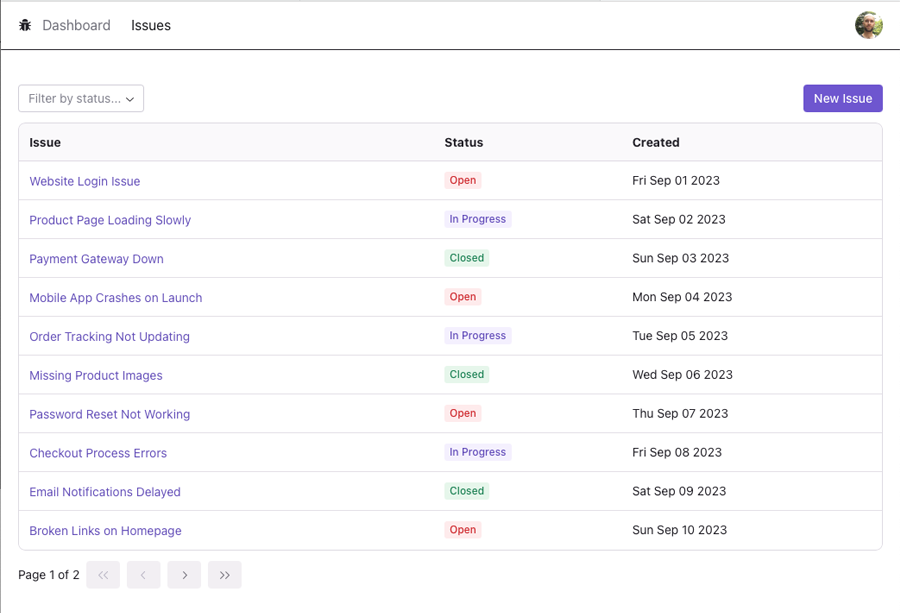 Dashboard Issues
Filter by status... New Issue
Issue Status Created
Website Login Issue Open Fri Sep 01 2023
Product Page Loading Slowly In Progress Sat Sep 02 2023
Payment Gateway Down Closed Sun Sep 03 2023
Mobile App Crashes on Launch Open Mon Sep 04 2023
Order Tracking Not Updating In Progress Tue Sep 05 2023
Missing Product Images Closed Wed Sep 06 2023
Password Reset Not Working Open Thu Sep 07 2023
Checkout Process Errors In Progress Fri Sep 08 2023
Email Notifications Delayed Closed Sat Sep 09 2023
Broken Links on Homepage Open Sun Sep 10 2023
Page 1 of 2